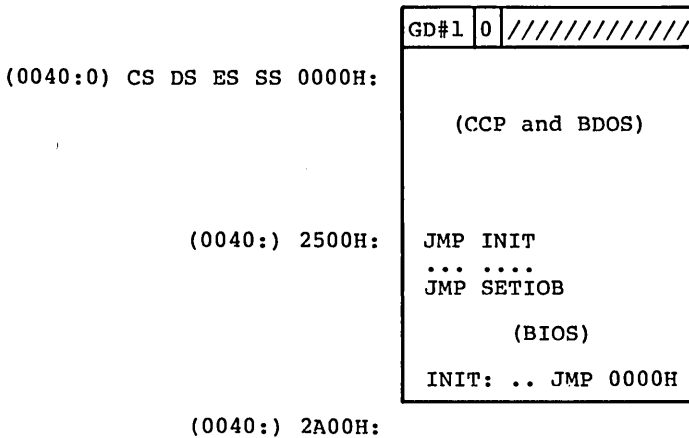 GD#1 0 /////////////
(0040:0) CS DS ES SS 0000H:
(CCP and BDOS)
(0040:) 2500H: JMP INIT
... ....
JMP SETIOB
(BIOS)
INIT: .. JMP 0000H
(0040:) 2A00H: